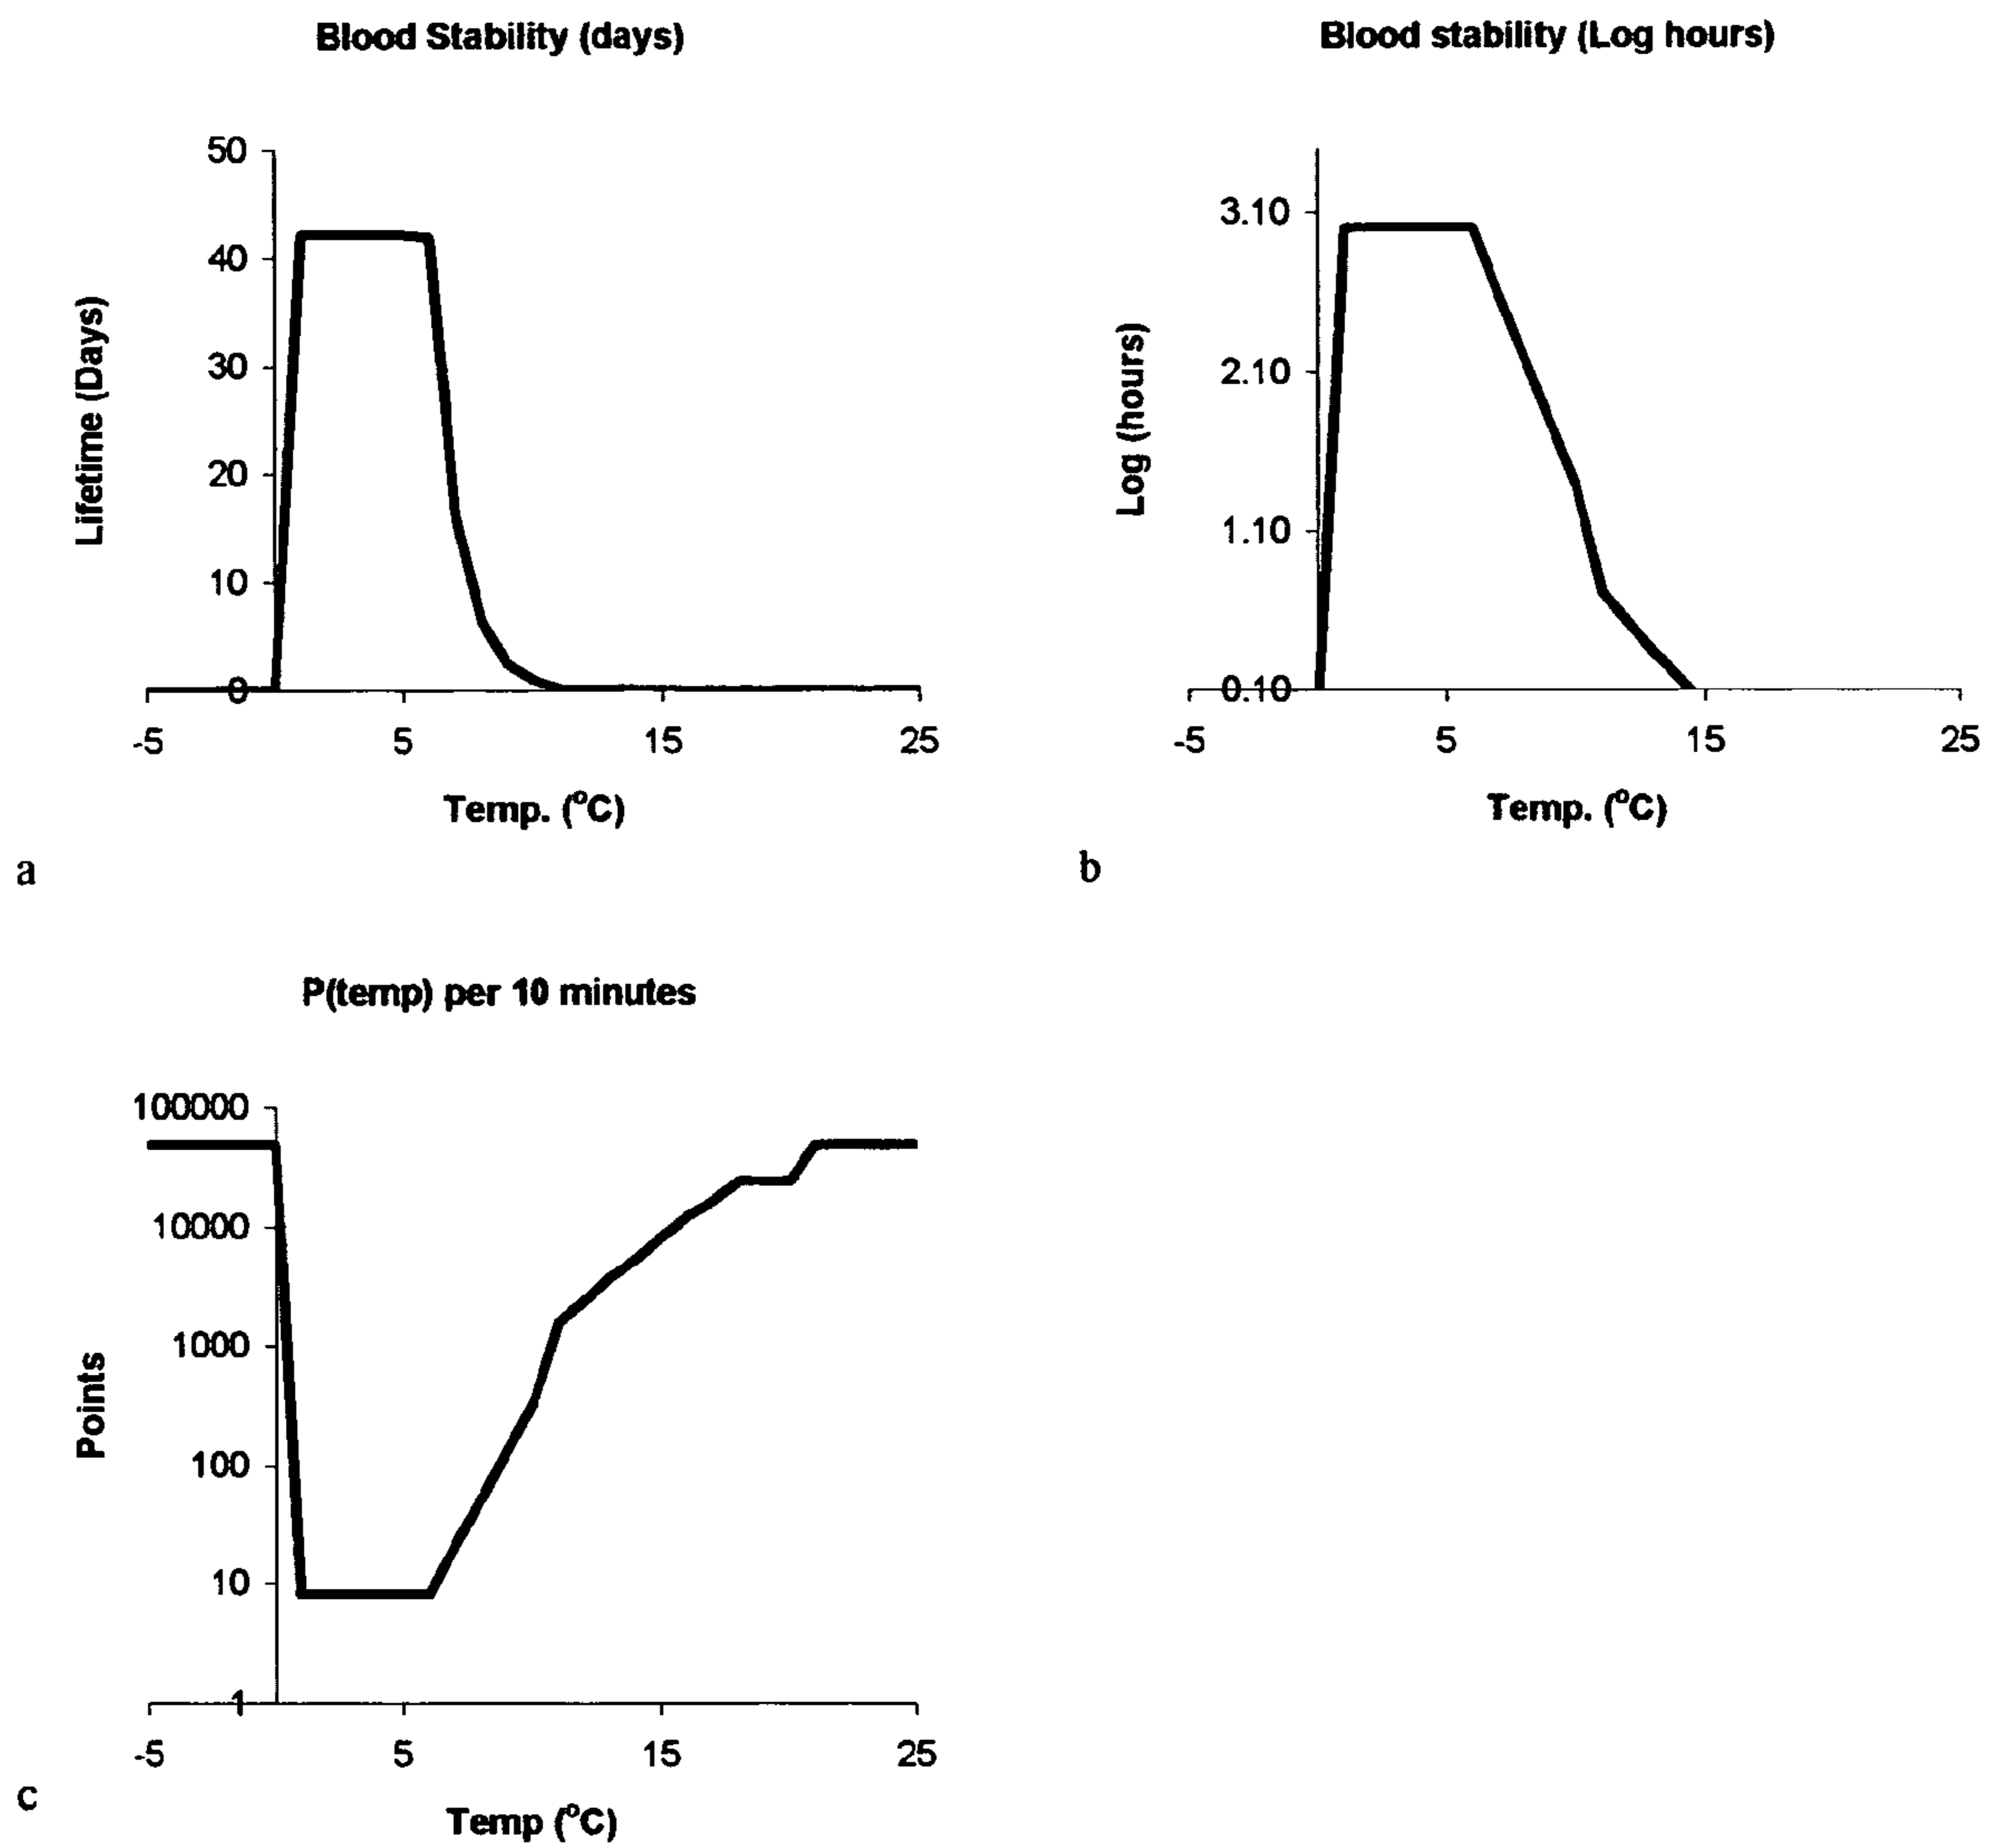 Blood Stability (days)
50
40
30
20
10
0
-5 5 15 25
Lifetime (Days)
Temp. (°C)
a
Blood stability (Log hours)
3.10
2.10
1.10
0.10
-5 5 15 25
Log (hours)
Temp. (°C)
b
P(temp) per 10 minutes
100000
10000
1000
100
10
1
-5 5 15 25
Points
Temp (°C)
c